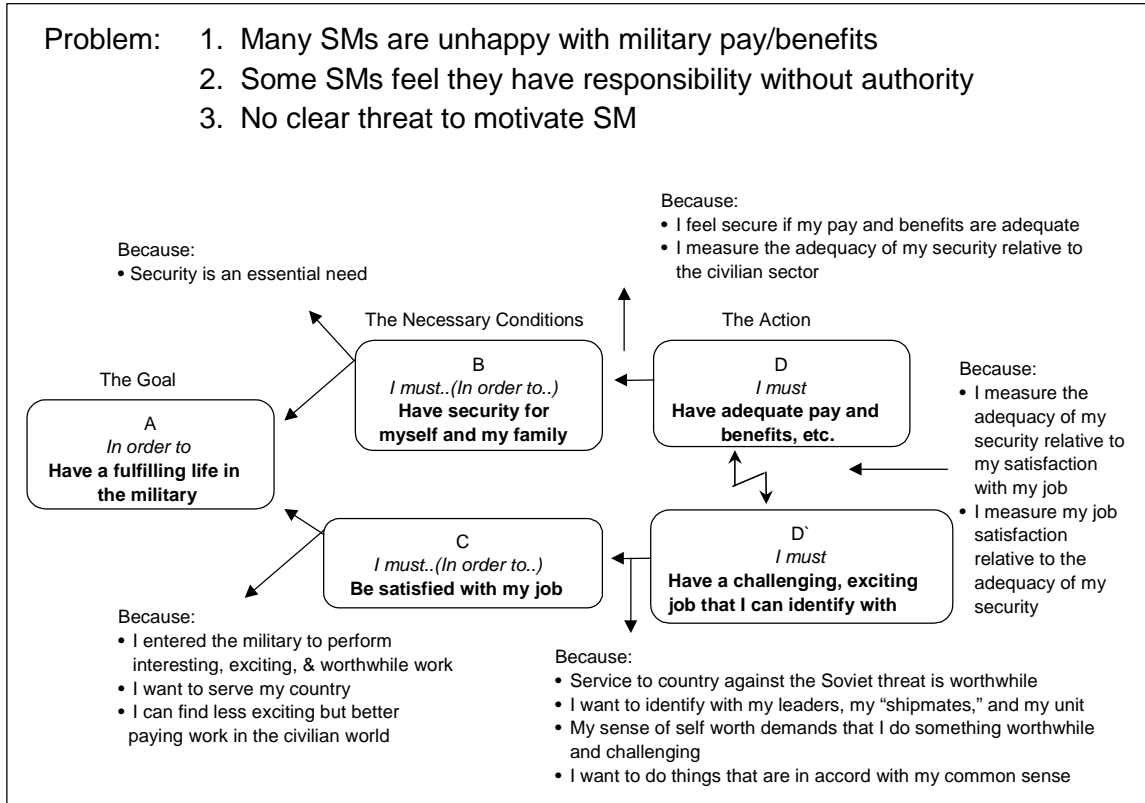 Problem: 1. Many SMs are unhappy with military pay/benefits
2. Some SMs feel they have responsibility without authority
3. No clear threat to motivate SM
Because:
• I feel secure if my pay and benefits are adequate
• I measure the adequacy of my security relative to
the civilian sector
Because:
• Security is an essential need
The Necessary Conditions
The Action
The Goal
B
I must..(In order to..)
Have security for
myself and my family
D
I must
Have adequate pay and
benefits, etc.
Because:
• I measure the
adequacy of my
security relative to
my satisfaction
with my job
• I measure my job
satisfaction
relative to the
adequacy of my
security
A
In order to
Have a fulfilling life in
the military
C
I must..(In order to..)
Be satisfied with my job
D`
I must
Have a challenging, exciting
job that I can identify with
Because:
• I entered the military to perform
interesting, exciting, & worthwhile work
• I want to serve my country
• I can find less exciting but better
paying work in the civilian world
Because:
• Service to country against the Soviet threat is worthwhile
• I want to identify with my leaders, my “shipmates,” and my unit
• My sense of self worth demands that I do something worthwhile
and challenging
• I want to do things that are in accord with my common sense